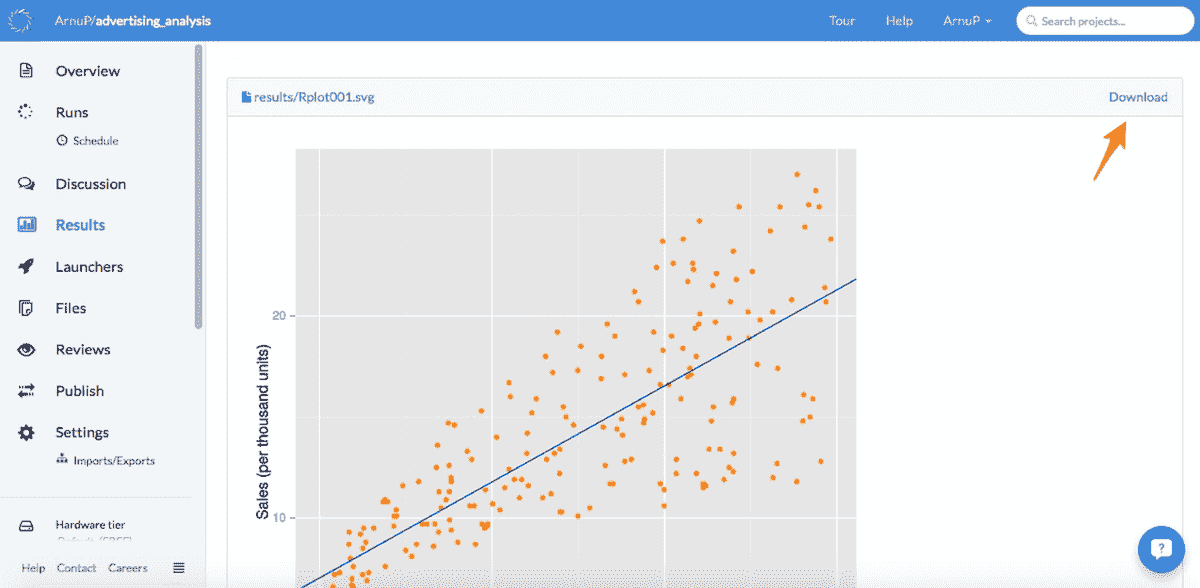 ArnuP/advertising_analysis
Tour
Help
ArnuP
Search projects...
Overview
Runs
Schedule
Discussion
Results
Launchers
Files
Reviews
Publish
Settings
Imports/Exports
Hardware tier
Help
Contact
Careers
results/Rplot001.svg
Download
Sales (per thousand units)
20
10
?